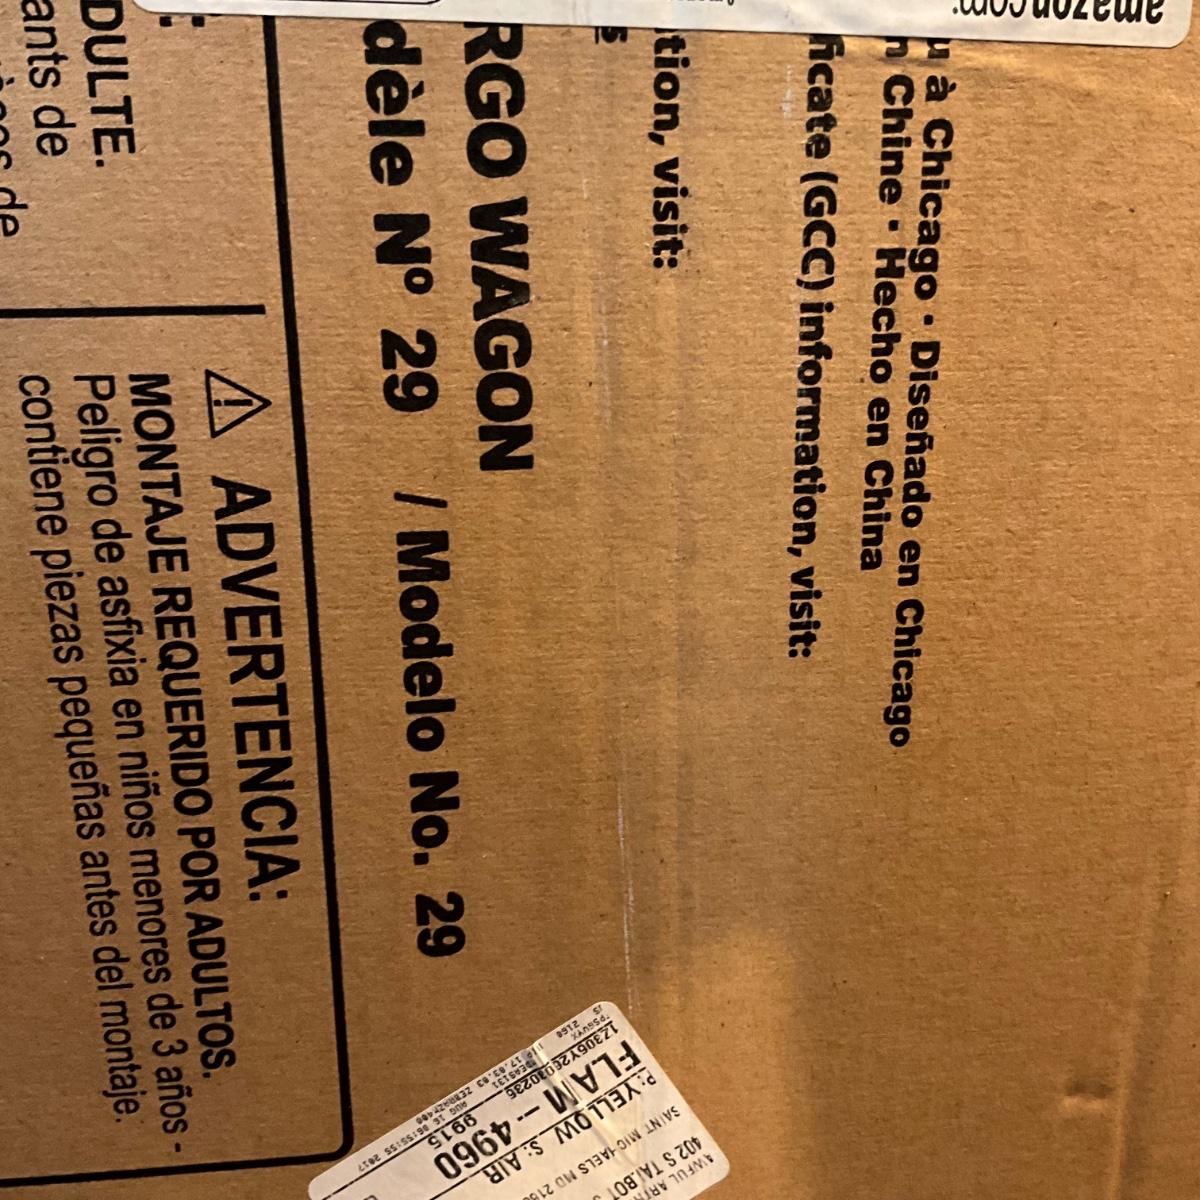 amazon.com.
à Chicago · Diseñado en Chicago
Chine · Hecho en China
ficate (GCC) information, visit:
tion, visit:
RGO WAGON
dèle Nº 29 / Modelo No. 29
DULTE.
ants de
de
⚠ ADVERTENCIA:
MONTAJE REQUERIDO POR ADULTOS.
Peligro de asfixia en niños menores de 3 años -
contiene piezas pequeñas antes del montaje.
402 S TALBOT
SAINT MICHAELS MD
P: YELLOW S: AIR
FLAM - 4960
9915